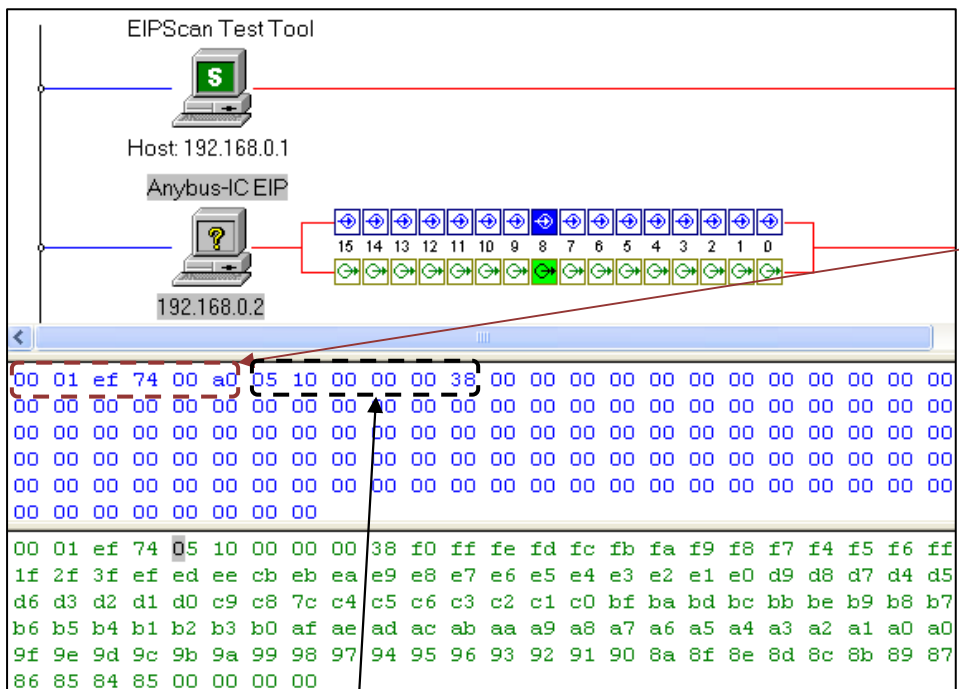 EIPScan Test Tool
S
Host: 192.168.0.1
Anybus-IC EIP
?
15 14 13 12 11 10 9 8 7 6 5 4 3 2 1 0
192.168.0.2
00 01 ef 74 00 a0 05 10 00 00 00 38 00 00 00 00 00 00 00 00 00 00 00 00
00 00 00 00 00 00 00 00 00 00 00 00 00 00 00 00 00 00 00 00 00 00 00 00
00 00 00 00 00 00 00 00 00 00 00 00 00 00 00 00 00 00 00 00 00 00 00 00
00 00 00 00 00 00 00 00 00 00 00 00 00 00 00 00 00 00 00 00 00 00 00 00
00 00 00 00 00 00 00 00 00 00 00 00 00 00 00 00 00 00 00 00 00 00 00 00
00 00 00 00 00 00 00 00
00 01 ef 74 05 10 00 00 00 38 f0 ff fe fd fc fb fa f9 f8 f7 f4 f5 f6 ff
1f 2f 3f ef ed ee cb eb ea e9 e8 e7 e6 e5 e4 e3 e2 e1 e0 d9 d8 d7 d4 d5
d6 d3 d2 d1 d0 c9 c8 7c c4 c5 c6 c3 c2 c1 c0 bf ba bd bc bb be b9 b8 b7
b6 b5 b4 b1 b2 b3 b0 af ae ad ac ab aa a9 a8 a7 a6 a5 a4 a3 a2 a1 a0 a0
9f 9e 9d 9c 9b 9a 99 98 97 94 95 96 93 92 91 90 8a 8f 8e 8d 8c 8b 89 87
86 85 84 85 00 00 00 00